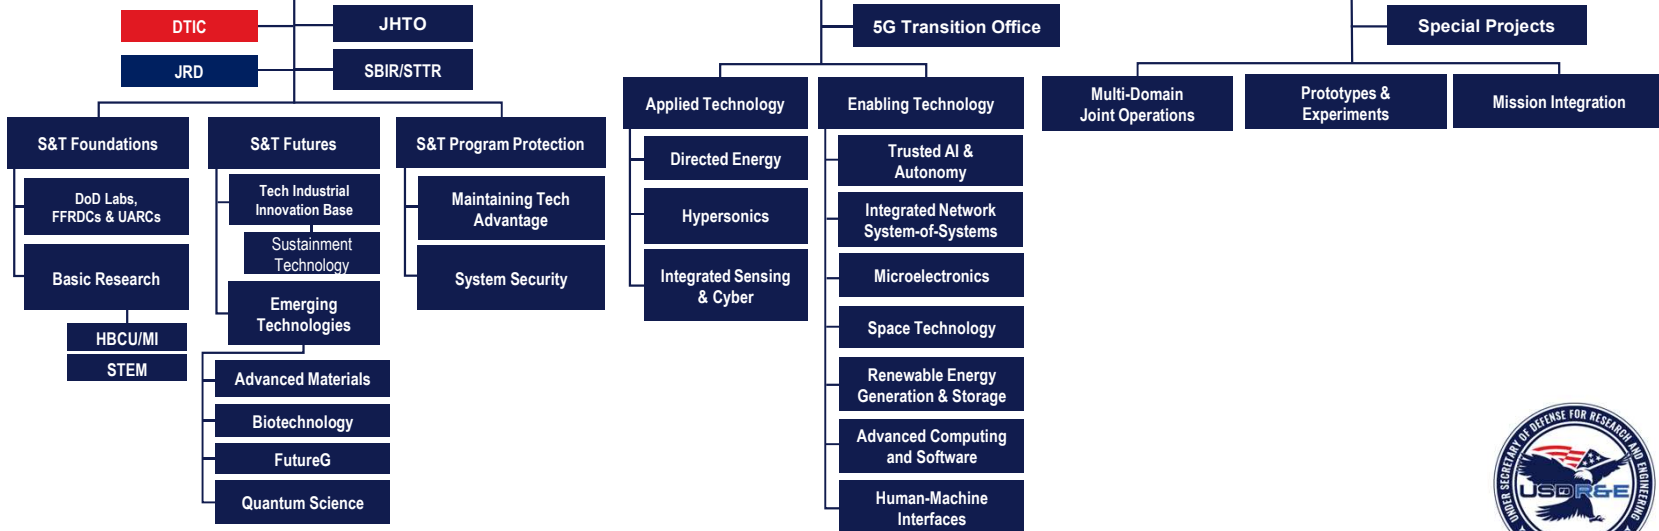 DTIC
JHTO
JRD
SBIR/STTR
S&T Foundations
S&T Futures
S&T Program Protection
DoD Labs,
FFRDCs & UARCs
Basic Research
HBCU/MI
STEM
Tech Industrial
Innovation Base
Sustainment
Technology
Emerging
Technologies
Advanced Materials
Biotechnology
FutureG
Quantum Science
Maintaining Tech
Advantage
System Security
5G Transition Office
Applied Technology
Enabling Technology
Directed Energy
Hypersonics
Integrated Sensing
& Cyber
Trusted AI &
Autonomy
Integrated Network
System-of-Systems
Microelectronics
Space Technology
Renewable Energy
Generation & Storage
Advanced Computing
and Software
Human-Machine
Interfaces
Special Projects
Multi-Domain
Joint Operations
Prototypes &
Experiments
Mission Integration
UNDER SECRETARY OF DEFENSE FOR RESEARCH AND ENGINEERING
USDR&E